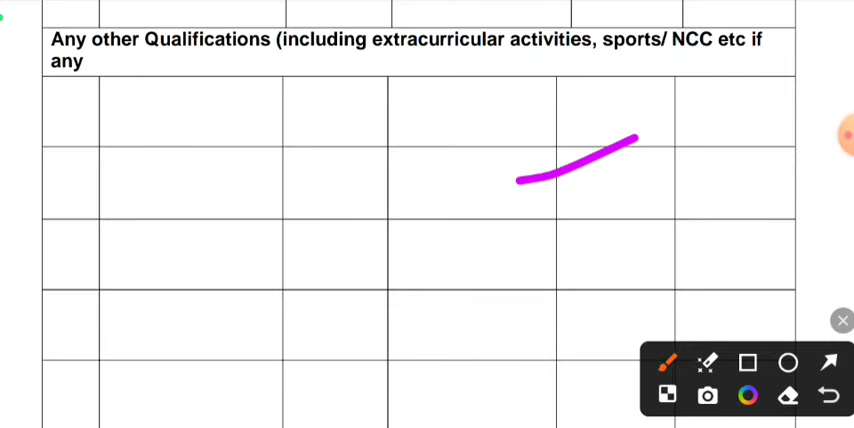 Any other Qualifications (including extracurricular activities, sports/ NCC etc if
any